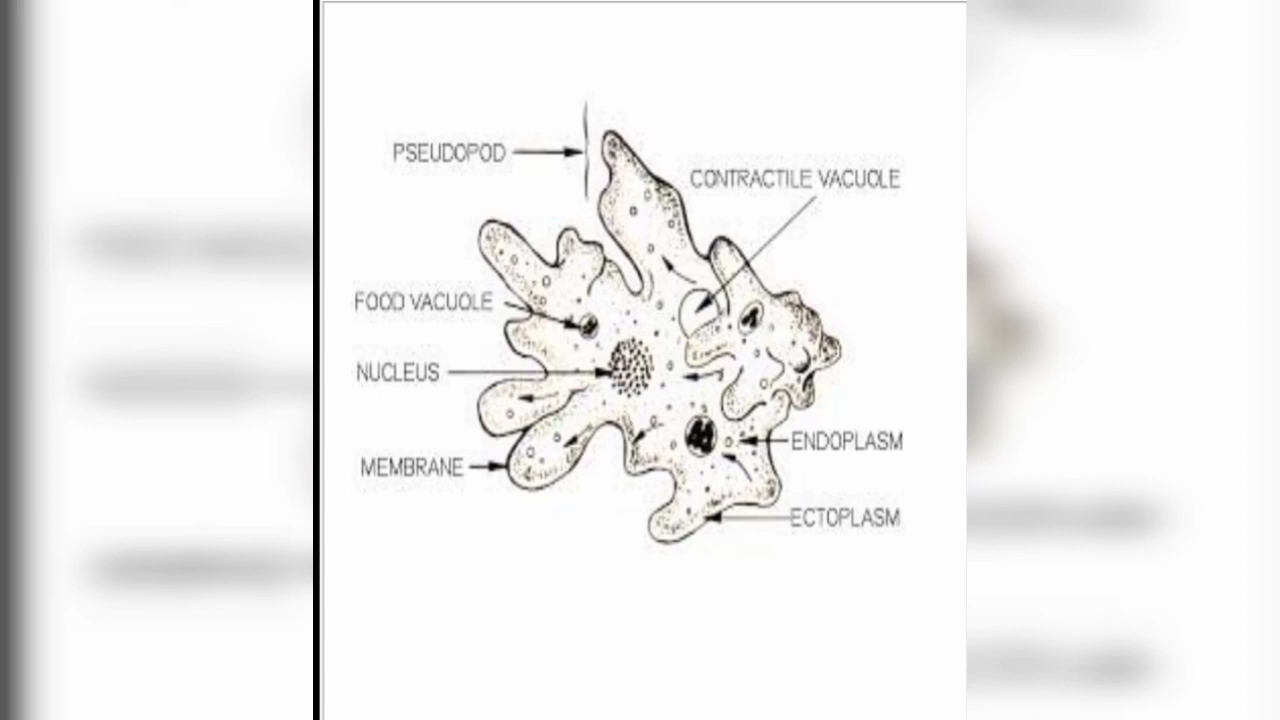 PSEUDOPOD
CONTRACTILE VACUOLE
FOOD VACUOLE
NUCLEUS
MEMBRANE
ENDOPLASM
ECTOPLASM